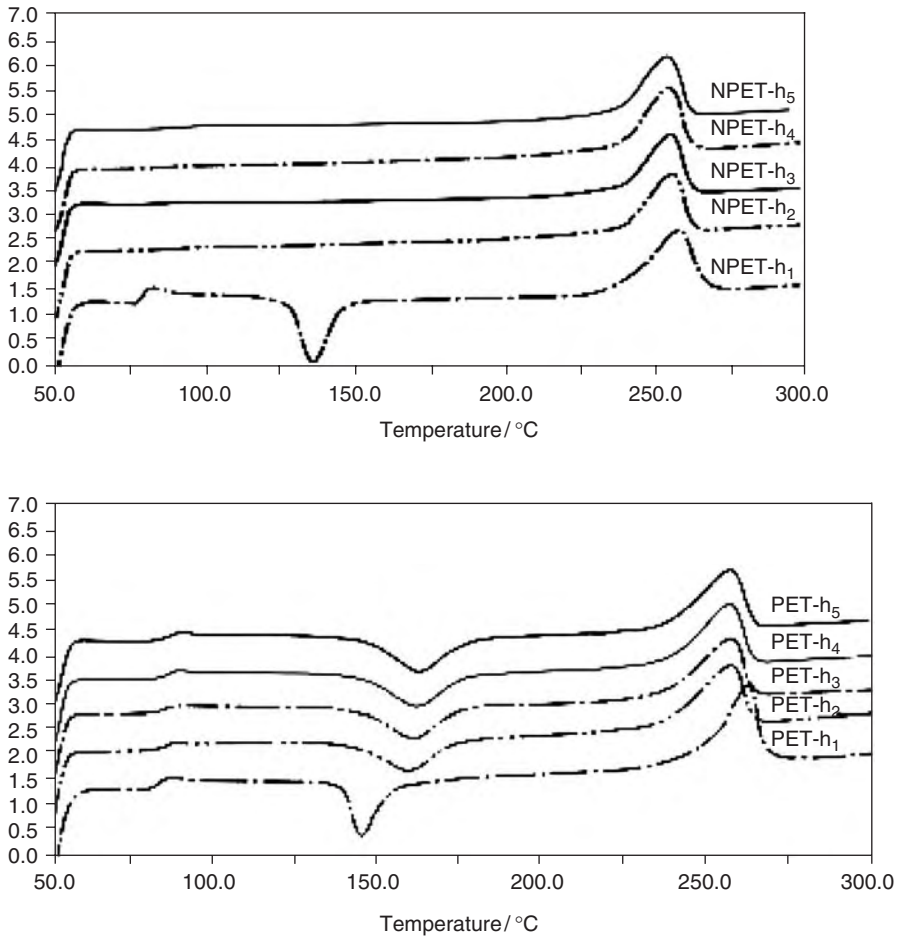 7.0
6.5
6.0
5.5
5.0
4.5
4.0
3.5
3.0
2.5
2.0
1.5
1.0
0.5
0.0
NPET-h₅
NPET-h₄
NPET-h₃
NPET-h₂
NPET-h₁
50.0 100.0 150.0 200.0 250.0 300.0
Temperature/ °C
7.0
6.5
6.0
5.5
5.0
4.5
4.0
3.5
3.0
2.5
2.0
1.5
1.0
0.5
0.0
PET-h₅
PET-h₄
PET-h₃
PET-h₂
PET-h₁
50.0 100.0 150.0 200.0 250.0 300.0
Temperature/ °C